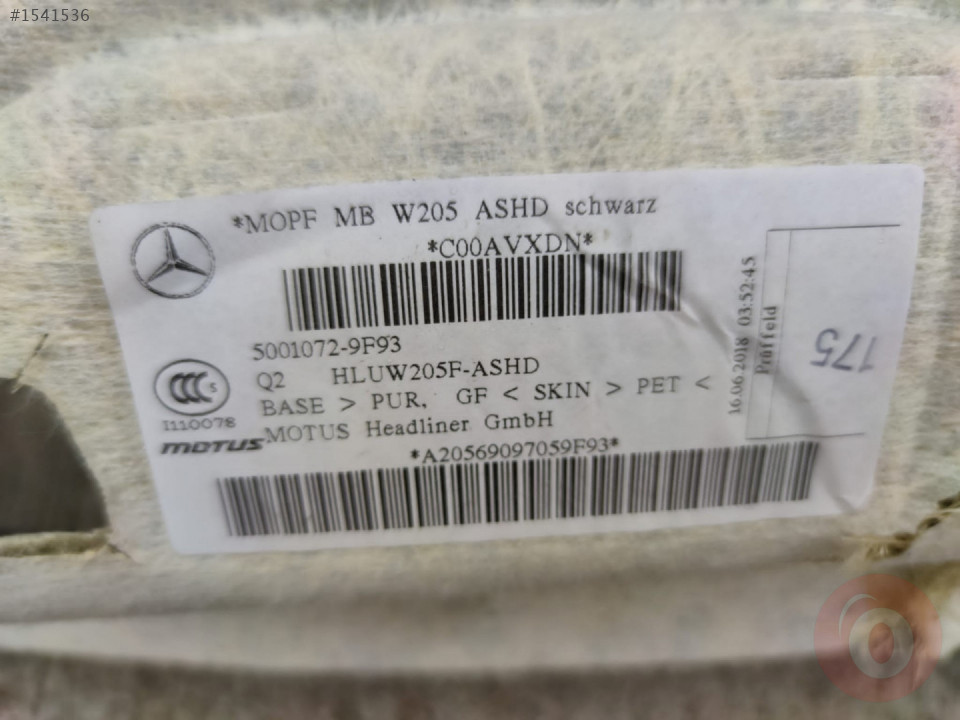 #1541536
*MOPF MB W205 ASHD schwarz
*C00AVXDN*
5001072-9F93
Q2 HLUW205F-ASHD
BASE > PUR, GF < SKIN > PET <
MOTUS Headliner GmbH
*A20569097059F93*
CCC S
1110078
MOTUS
16.06.2018 03:52:45
Prüffeld
175